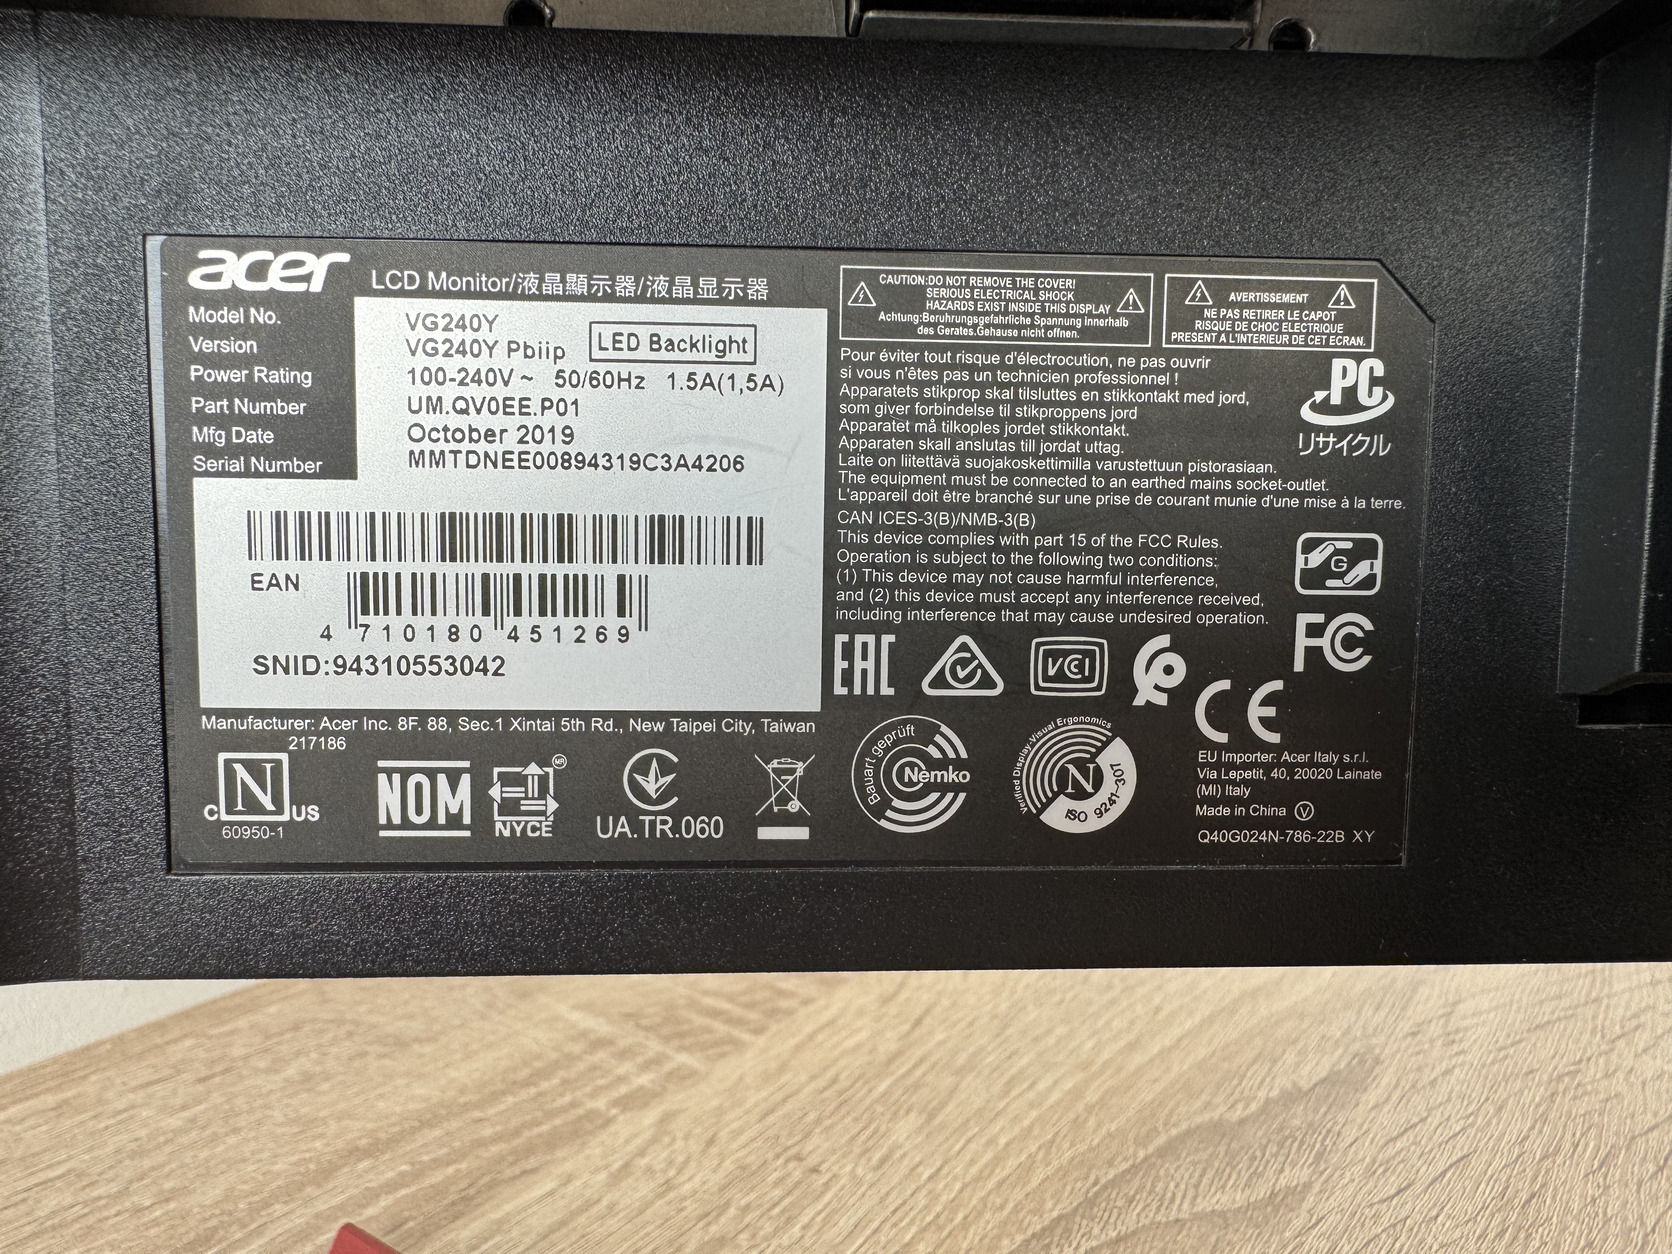 acer LCD Monitor/液晶顯示器/液晶显示器
Model No. VG240Y
Version VG240Y Pbiip LED Backlight
Power Rating 100-240V ~ 50/60Hz 1.5A(1,5A)
Part Number UM.QV0EE.P01
Mfg Date October 2019
Serial Number MMTDNEE00894319C3A4206
EAN
4 710180 451269
SNID:94310553042
Manufacturer: Acer Inc. 8F. 88, Sec.1 Xintai 5th Rd., New Taipei City, Taiwan
217186
C N US
60950-1
NOM
MR
NYCE
UA.TR.060
CAUTION:DO NOT REMOVE THE COVER!
SERIOUS ELECTRICAL SHOCK
HAZARDS EXIST INSIDE THIS DISPLAY
Achtung:Beruhrungsgefahrliche Spannung innerhalb
des Gerates.Gehause nicht offnen.
AVERTISSEMENT
NE PAS RETIRER LE CAPOT
RISQUE DE CHOC ELECTRIQUE
PRESENT A L'INTERIEUR DE CET ECRAN.
Pour éviter tout risque d'électrocution, ne pas ouvrir
si vous n'êtes pas un technicien professionnel !
Apparatets stikprop skal tilsluttes en stikkontakt med jord,
som giver forbindelse til stikproppens jord
Apparatet må tilkoples jordet stikkontakt.
Apparaten skall anslutas till jordat uttag.
Laite on liitettävä suojakoskettimilla varustettuun pistorasiaan.
The equipment must be connected to an earthed mains socket-outlet.
L'appareil doit être branché sur une prise de courant munie d'une mise à la terre.
PC
リサイクル
CAN ICES-3(B)/NMB-3(B)
This device complies with part 15 of the FCC Rules.
Operation is subject to the following two conditions:
(1) This device may not cause harmful interference,
and (2) this device must accept any interference received,
including interference that may cause undesired operation.
G
FC
EAC
VCI
CE
Bauart geprüft
Nemko
Verified Display-Visual Ergonomics
N
ISO 9241-307
EU Importer: Acer Italy s.r.l.
Via Lepetit, 40, 20020 Lainate
(MI) Italy
Made in China V
Q40G024N-786-22B XY